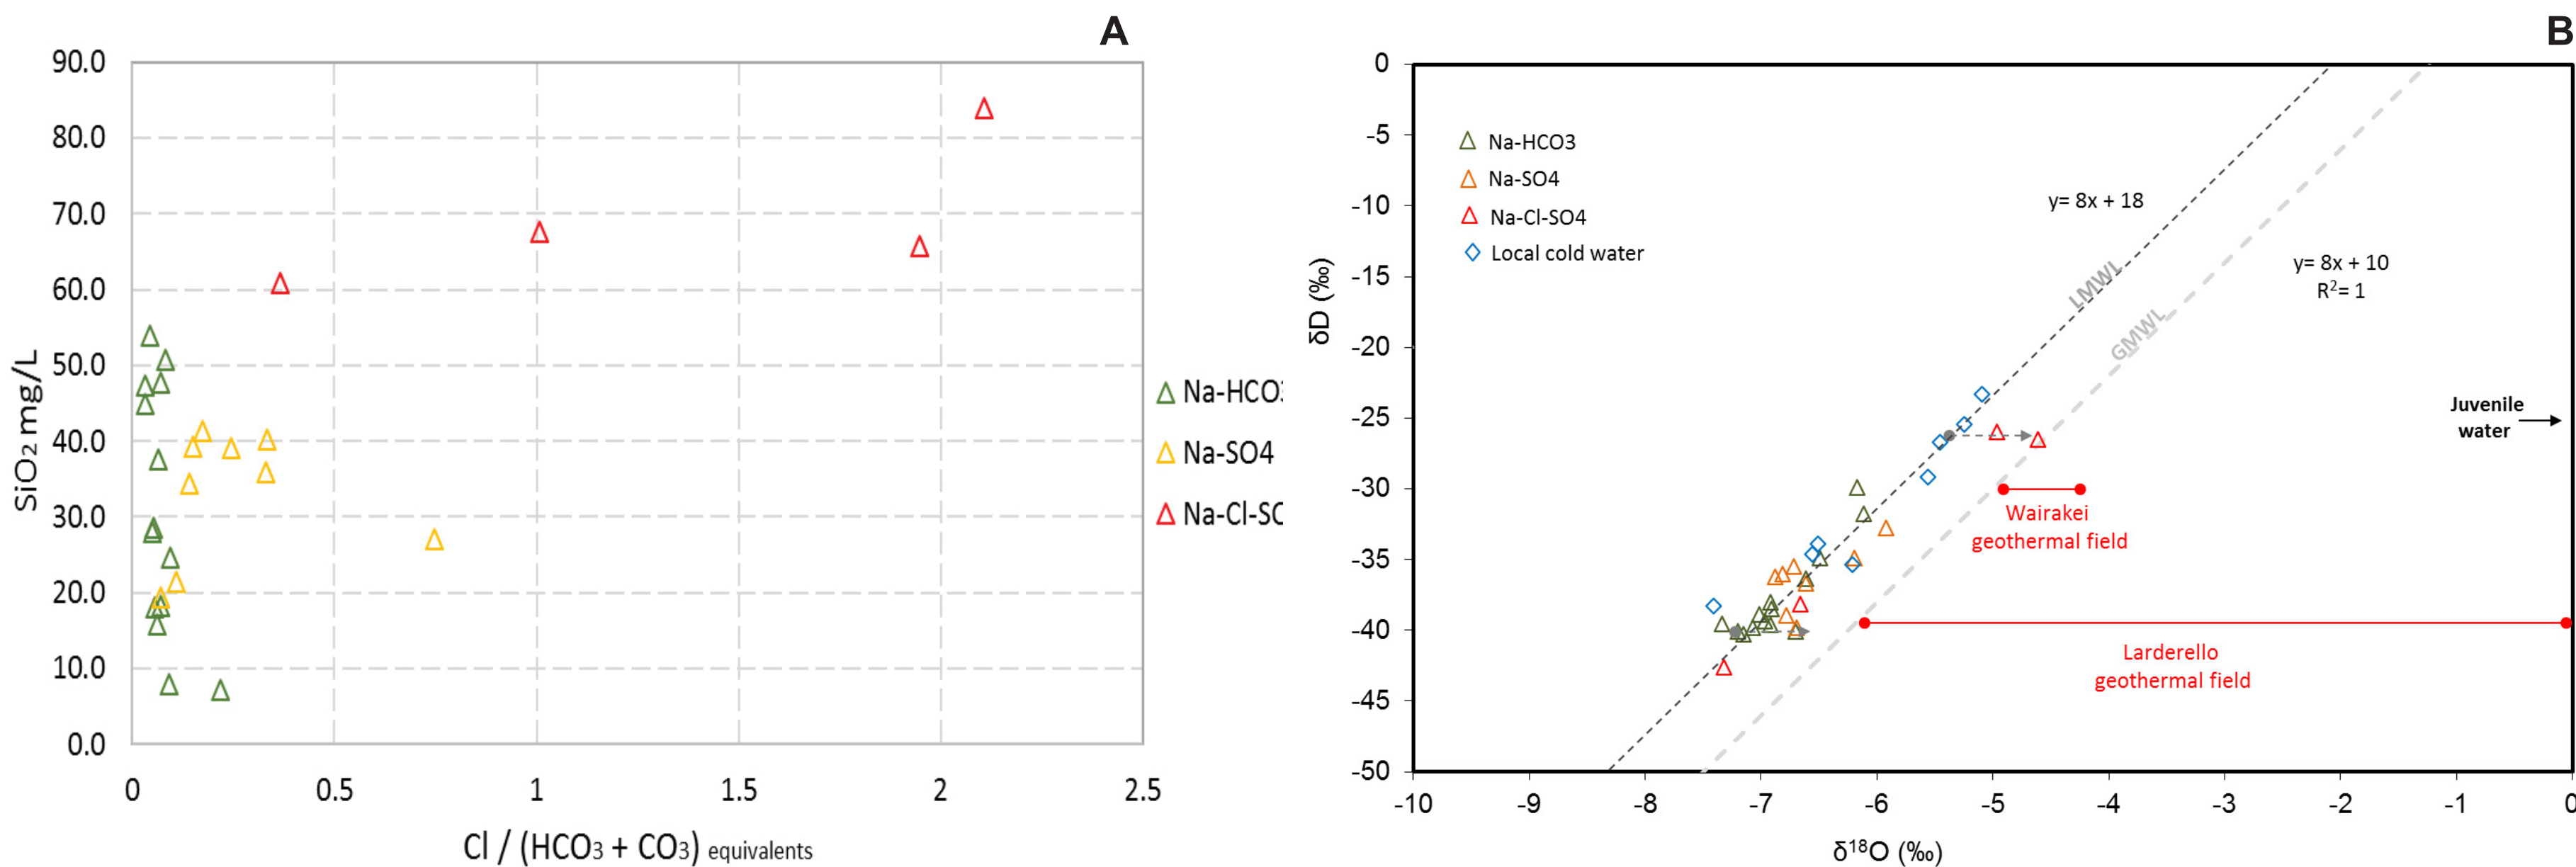 A
90.0
80.0
70.0
60.0
50.0
40.0
30.0
20.0
10.0
0.0
SiO₂ mg/L
0 0.5 1 1.5 2 2.5
Cl / (HCO₃ + CO₃) equivalents
Na-HCO3
Na-SO4
Na-Cl-SO
B
0
-5
-10
-15
-20
-25
-30
-35
-40
-45
-50
δD (‰)
Na-HCO3
Na-SO4
Na-Cl-SO4
Local cold water
y= 8x + 18
LMWL
y= 8x + 10
R²= 1
GMWL
Juvenile
water
Wairakei
geothermal field
Larderello
geothermal field
-10 -9 -8 -7 -6 -5 -4 -3 -2 -1 0
δ¹⁸O (‰)